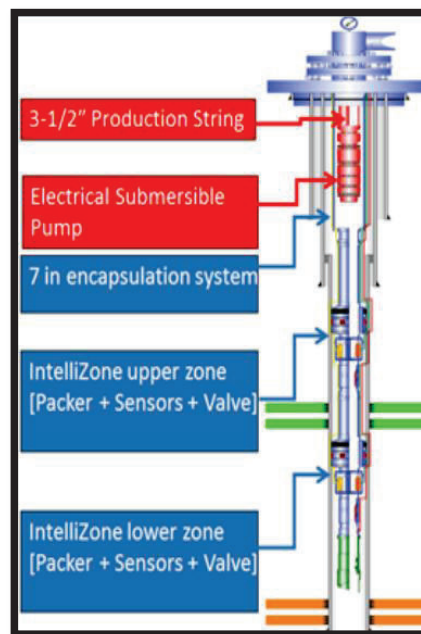 3-1/2” Production String
Electrical Submersible
Pump
7 in encapsulation system
IntelliZone upper zone
[Packer + Sensors + Valve]
IntelliZone lower zone
[Packer + Sensors + Valve]